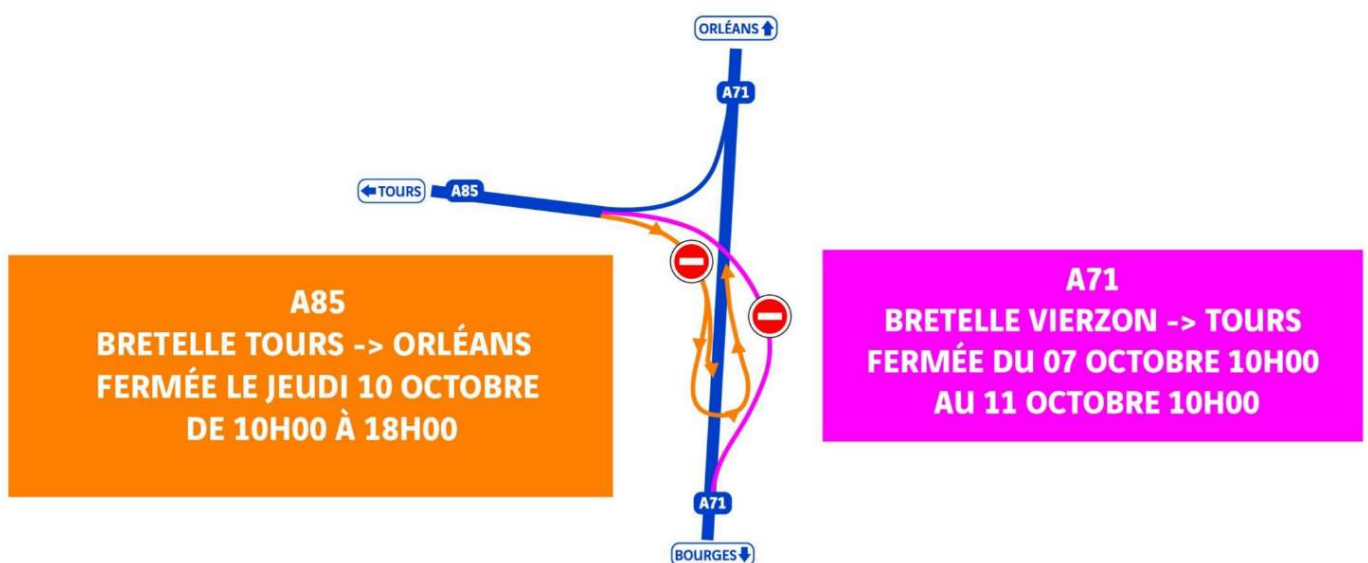 ORLÉANS
A71
TOURS
A85
A85
BRETELLE TOURS -> ORLÉANS
FERMÉE LE JEUDI 10 OCTOBRE
DE 10H00 À 18H00
A71
BRETELLE VIERZON -> TOURS
FERMÉE DU 07 OCTOBRE 10H00
AU 11 OCTOBRE 10H00
A71
BOURGES